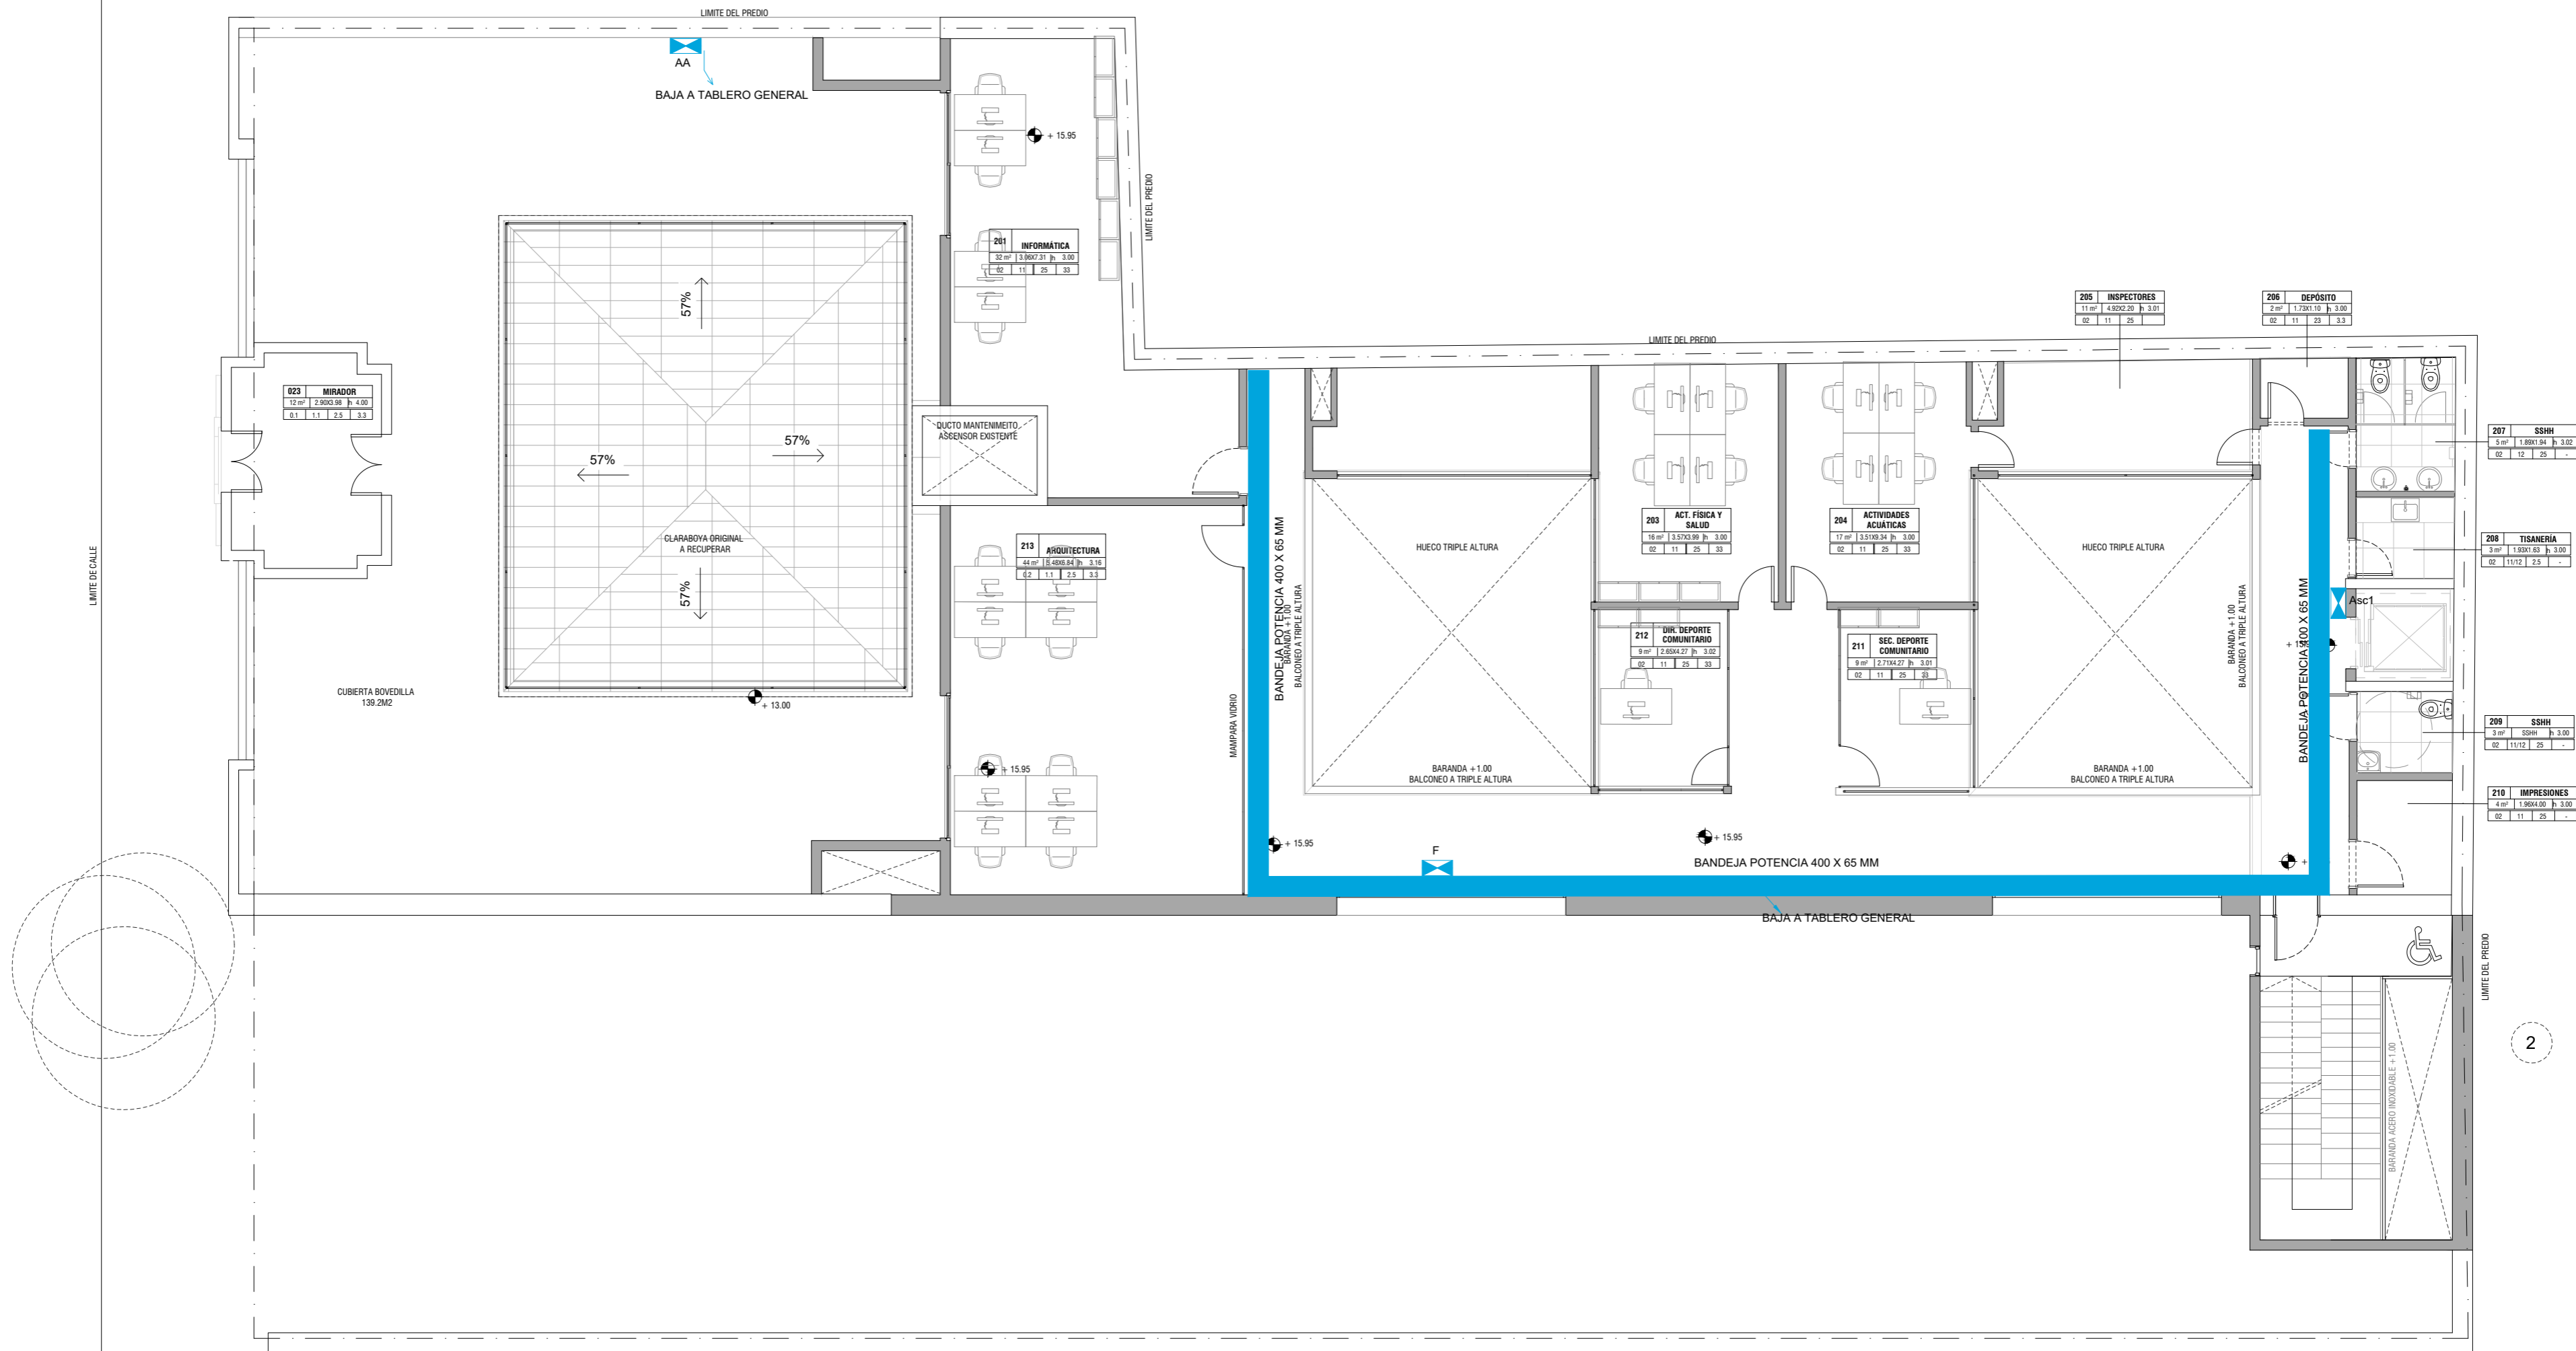 LIMITE DEL PREDIO
AA
BAJA A TABLERO GENERAL
+ 15.95
LIMITE DEL PREDIO
201 INFORMÁTICA
32 m² 3.06X7.31 h 3.00
02 11 25 33
57%
57%
57%
57%
CLARABOYA ORIGINAL
A RECUPERAR
023 MIRADOR
12 m² 2.90X3.98 h 4.00
0.1 1.1 2.5 3.3
DUCTO MANTENIMEITO
ASCENSOR EXISTENTE
LIMITE DE CALLE
CUBIERTA BOVEDILLA
139.2M2
+ 13.00
213 ARQUITECTURA
44 m² 5.48X6.84 h 3.16
0.2 1.1 2.5 3.3
+ 15.95
MAMPARA VIDRIO
BANDEJA POTENCIA 400 X 65 MM
BARANDA +1.00
BALCONEO A TRIPLE ALTURA
+ 15.95
LIMITE DEL PREDIO
HUECO TRIPLE ALTURA
BARANDA +1.00
BALCONEO A TRIPLE ALTURA
203 ACT. FÍSICA Y
SALUD
16 m² 3.57X3.99 h 3.00
02 11 25 33
204 ACTIVIDADES
ACUÁTICAS
17 m² 3.51X9.34 h 3.00
02 11 25 33
212 DIR. DEPORTE
COMUNITARIO
9 m² 2.65X4.27 h 3.02
02 11 25 33
211 SEC. DEPORTE
COMUNITARIO
9 m² 2.71X4.27 h 3.01
02 11 25 33
205 INSPECTORES
11 m² 4.92X2.20 h 3.01
02 11 25
206 DEPÓSITO
2 m² 1.73X1.10 h 3.00
02 11 23 3.3
HUECO TRIPLE ALTURA
BARANDA +1.00
BALCONEO A TRIPLE ALTURA
BARANDA +1.00
BALCONEO A TRIPLE ALTURA
BANDEJA POTENCIA 400 X 65 MM
Asc1
207 SSHH
5 m² 1.89X1.94 h 3.02
02 12 25 -
208 TISANERÍA
3 m² 1.93X1.63 h 3.00
02 11/12 2.5 -
209 SSHH
3 m² SSHH h 3.00
02 11/12 25 -
210 IMPRESIONES
4 m² 1.96X4.00 h 3.00
02 11 25 -
F
+ 15.95
BANDEJA POTENCIA 400 X 65 MM
+
BAJA A TABLERO GENERAL
LIMITE DEL PREDIO
BARANDA ACERO INOXIDABLE +1.00
2